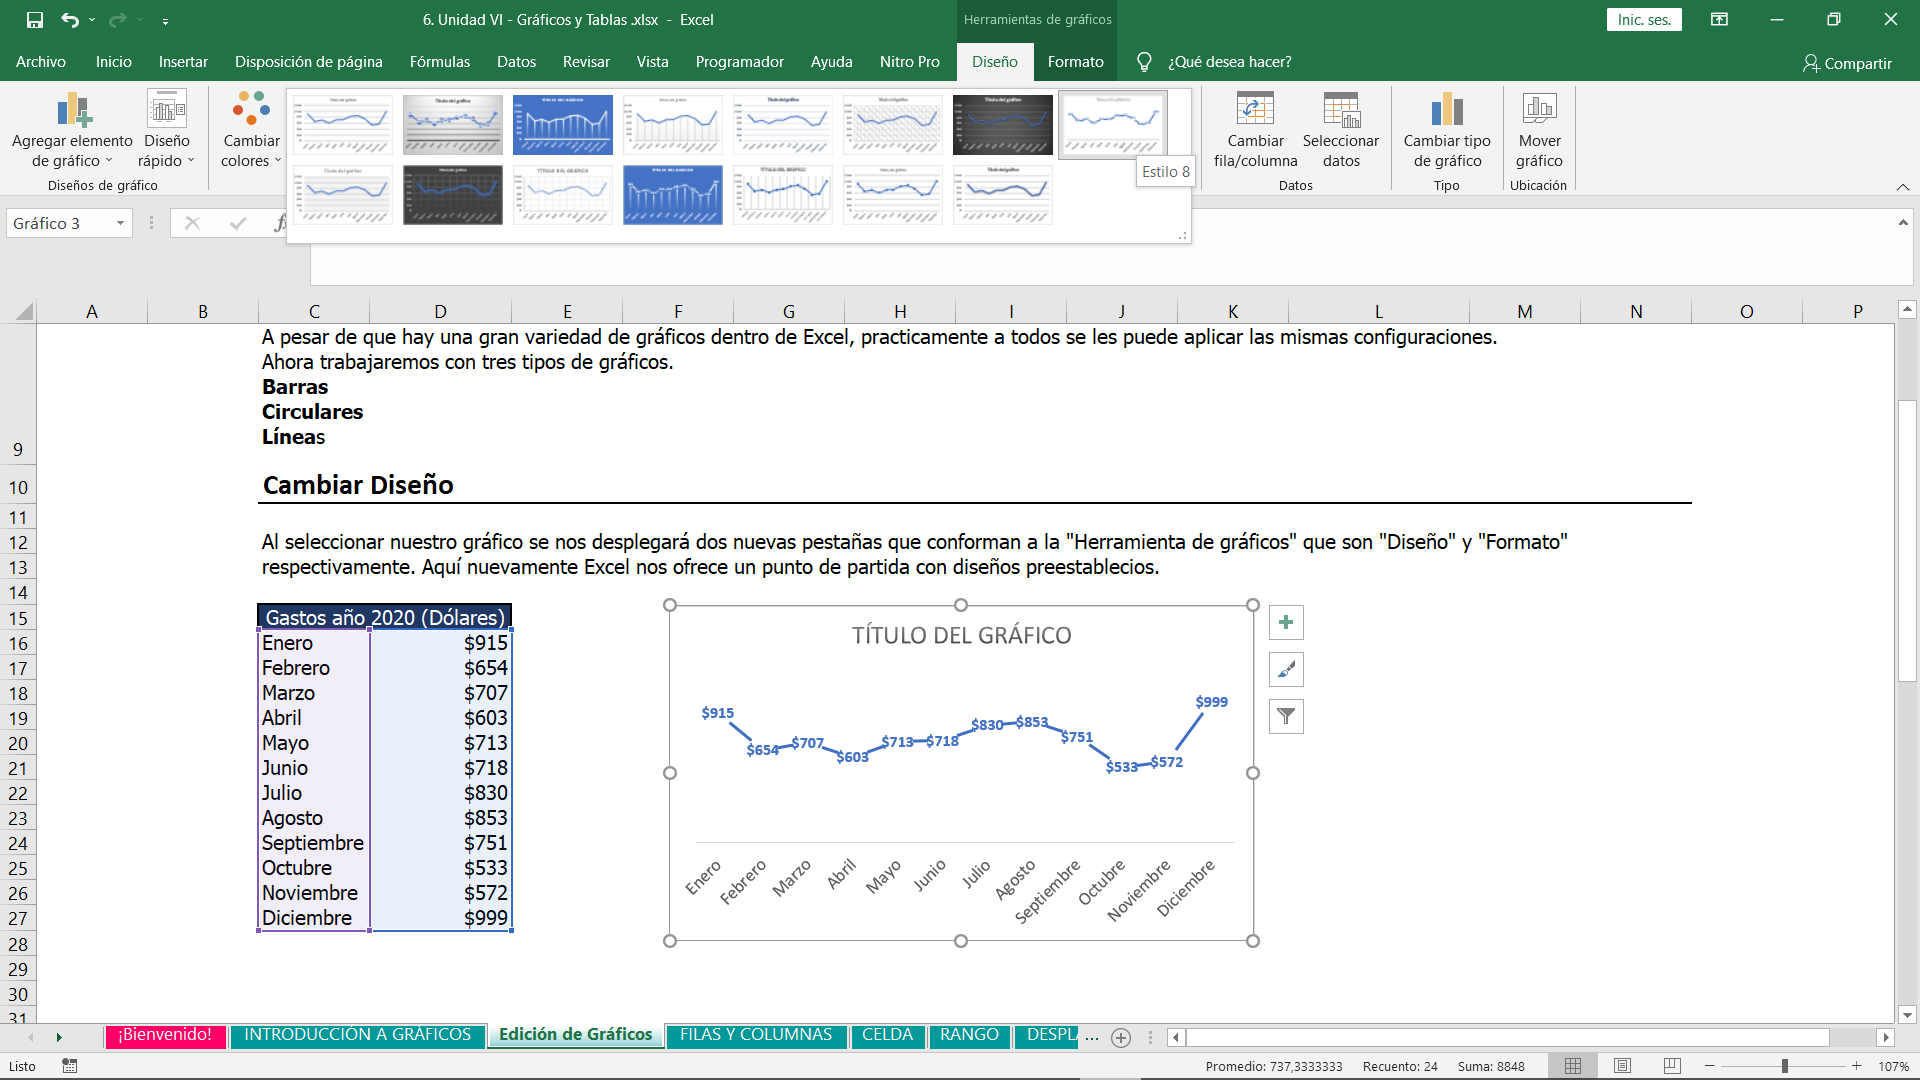 6. Unidad VI - Gráficos y Tablas .xlsx - Excel
Herramientas de gráficos
Inic. ses.
Archivo Inicio Insertar Disposición de página Fórmulas Datos Revisar Vista Programador Ayuda Nitro Pro Diseño Formato ¿Qué desea hacer? Compartir
Agregar elemento de gráfico
Diseño rápido
Cambiar colores
Diseños de gráfico
Estilo 8
Cambiar fila/columna
Seleccionar datos
Datos
Cambiar tipo de gráfico
Tipo
Mover gráfico
Ubicación
Gráfico 3
A B C D E F G H I J K L M N O P
A pesar de que hay una gran variedad de gráficos dentro de Excel, practicamente a todos se les puede aplicar las mismas configuraciones.
Ahora trabajaremos con tres tipos de gráficos.
Barras
Circulares
9 Líneas
10 Cambiar Diseño
11
12 Al seleccionar nuestro gráfico se nos desplegará dos nuevas pestañas que conforman a la "Herramienta de gráficos" que son "Diseño" y "Formato"
13 respectivamente. Aquí nuevamente Excel nos ofrece un punto de partida con diseños preestablecios.
14
15 Gastos año 2020 (Dólares)
16 Enero $915
17 Febrero $654
18 Marzo $707
19 Abril $603
20 Mayo $713
21 Junio $718
22 Julio $830
23 Agosto $853
24 Septiembre $751
25 Octubre $533
26 Noviembre $572
27 Diciembre $999
28
29
30
31
TÍTULO DEL GRÁFICO
$915 $654 $707 $603 $713 $718 $830 $853 $751 $533 $572 $999
Enero Febrero Marzo Abril Mayo Junio Julio Agosto Septiembre Octubre Noviembre Diciembre
¡Bienvenido! INTRODUCCIÓN A GRÁFICOS Edición de Gráficos FILAS Y COLUMNAS CELDA RANGO DESPLA ...
Listo Promedio: 737,3333333 Recuento: 24 Suma: 8848 107%